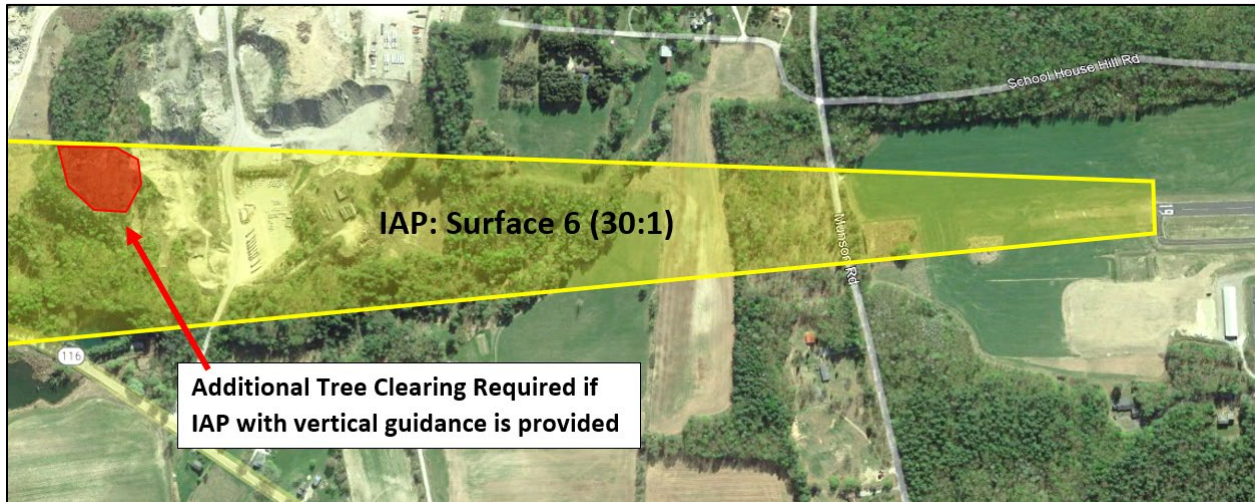 School House Hill Rd
19
IAP: Surface 6 (30:1)
Munson Rd
116
Additional Tree Clearing Required if
IAP with vertical guidance is provided